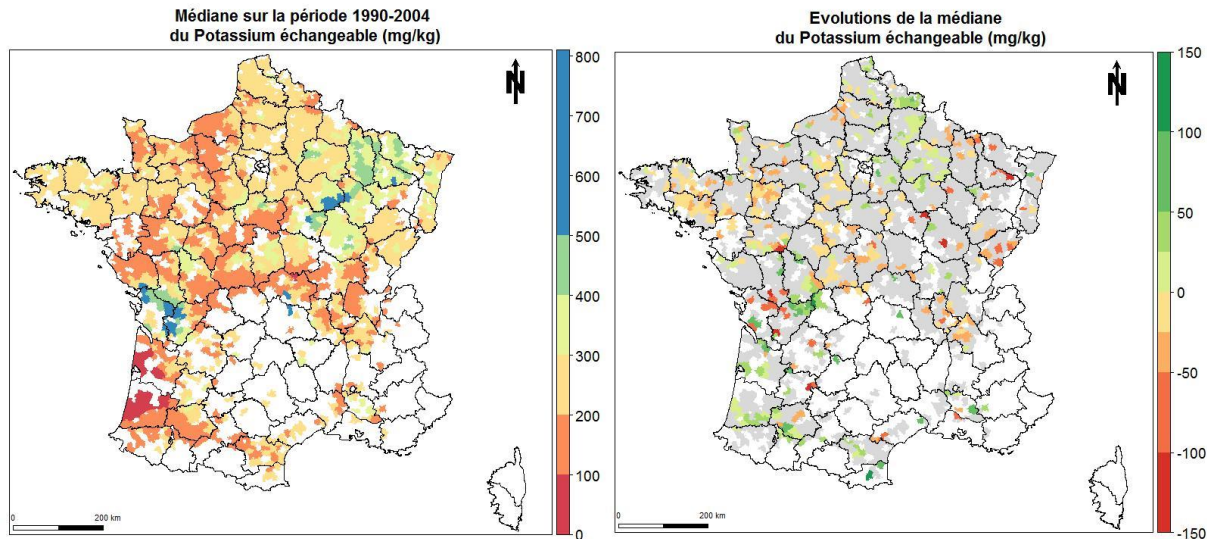 Médiane sur la période 1990-2004
du Potassium échangeable (mg/kg)
N
800
700
600
500
400
300
200
100
0
0 200 km
Evolutions de la médiane
du Potassium échangeable (mg/kg)
N
150
100
50
0
-50
-100
-150
0 200 km